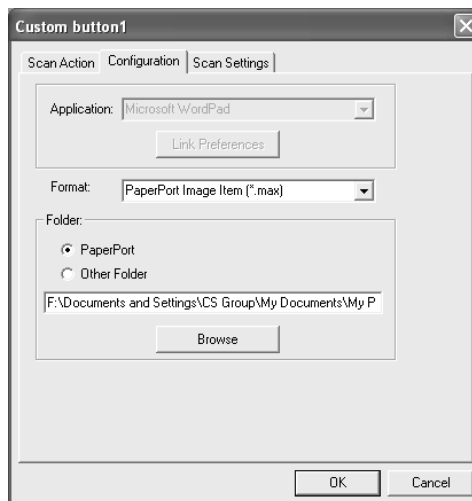 Custom button1
Scan Action Configuration Scan Settings
Application: Microsoft WordPad
Link Preferences
Format: PaperPort Image Item (*.max)
Folder:
PaperPort
Other Folder
F:\Documents and Settings\CS Group\My Documents\My P
Browse
OK Cancel